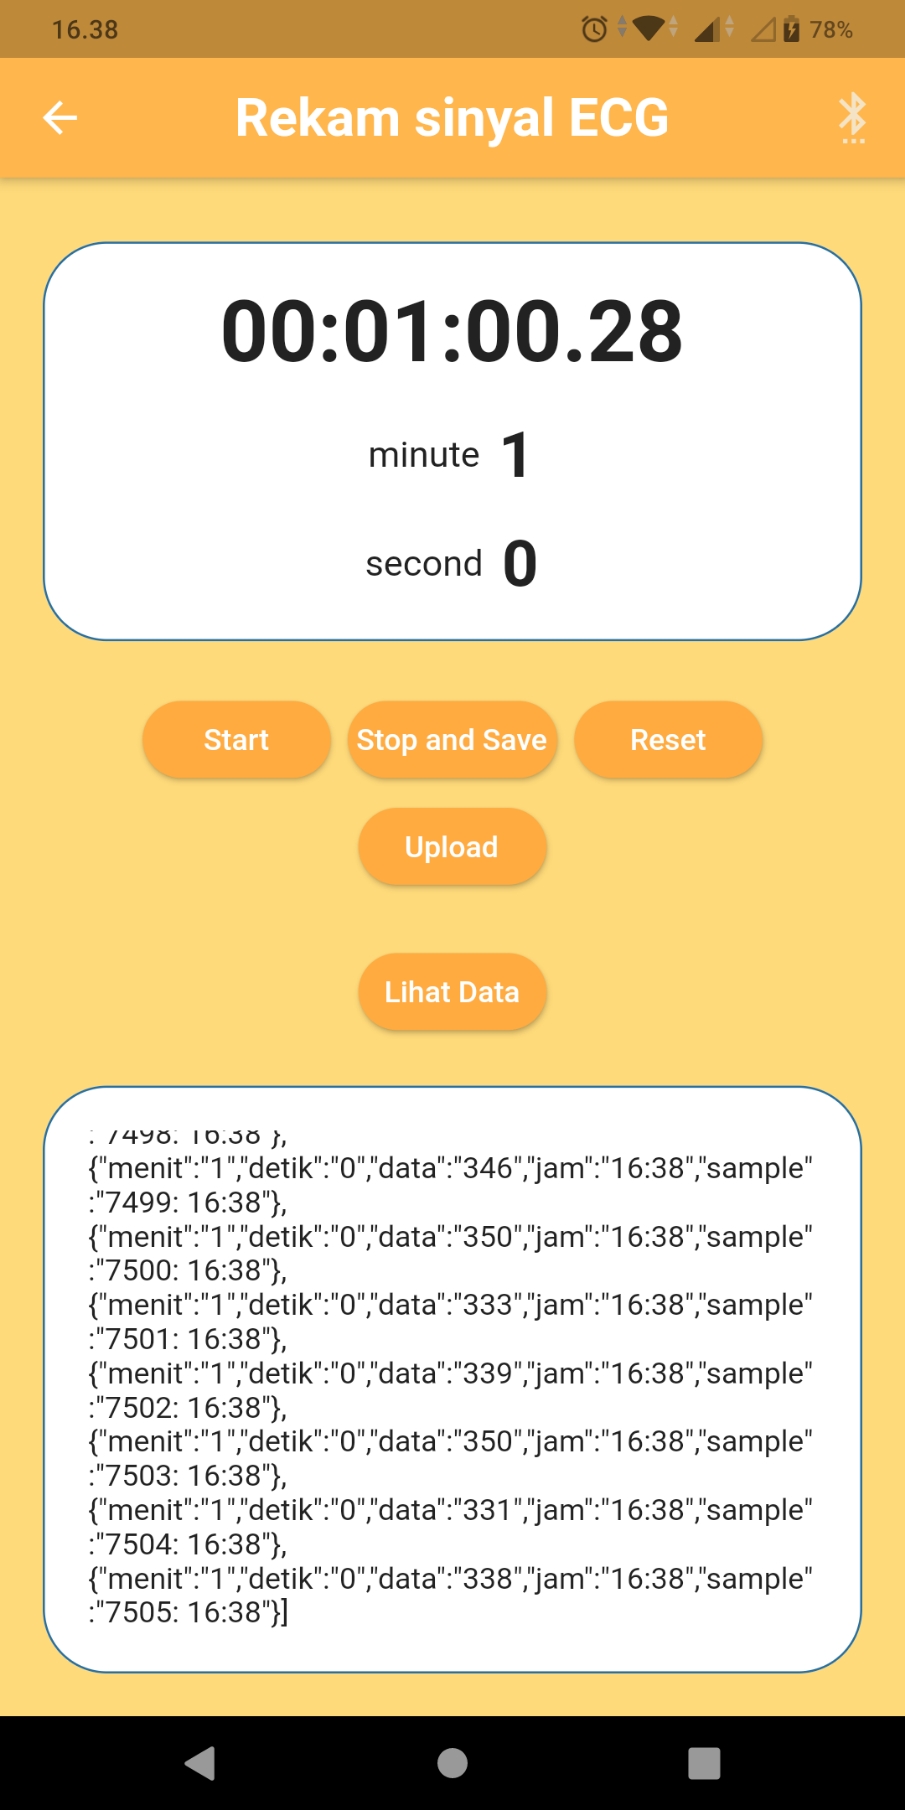 16.38
78%
Rekam sinyal ECG
00:01:00.28
minute 1
second 0
Start
Stop and Save
Reset
Upload
Lihat Data
:"7498: 16:38"},
{"menit":"1","detik":"0","data":"346","jam":"16:38","sample"
:"7499: 16:38"},
{"menit":"1","detik":"0","data":"350","jam":"16:38","sample"
:"7500: 16:38"},
{"menit":"1","detik":"0","data":"333","jam":"16:38","sample"
:"7501: 16:38"},
{"menit":"1","detik":"0","data":"339","jam":"16:38","sample"
:"7502: 16:38"},
{"menit":"1","detik":"0","data":"350","jam":"16:38","sample"
:"7503: 16:38"},
{"menit":"1","detik":"0","data":"331","jam":"16:38","sample"
:"7504: 16:38"},
{"menit":"1","detik":"0","data":"338","jam":"16:38","sample"
:"7505: 16:38"}]